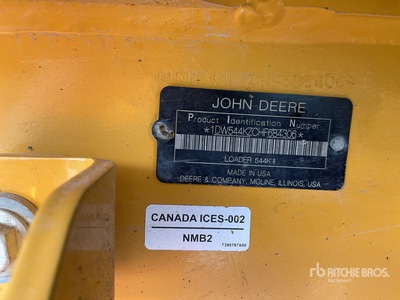 JOHN DEERE
Product Identification Number
*1DW544KZCHF6B4306*
LOADER 544K-II
MADE IN USA
DEERE & COMPANY, MOLINE, ILLINOIS, USA
CANADA ICES-002
NMB2
rb RITCHIE BROS.